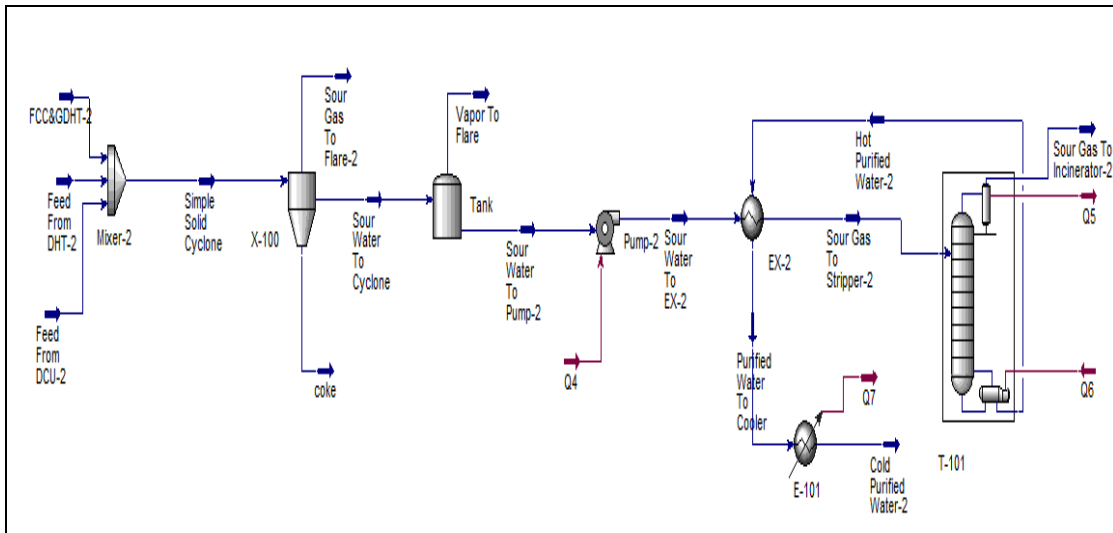 FCC&GDHT-2
Feed
From
DHT-2
Feed
From
DCU-2
Mixer-2
Simple
Solid
Cyclone
Sour
Gas
To
Flare-2
X-100
coke
Sour
Water
To
Cyclone
Vapor To
Flare
Tank
Sour
Water
To
Pump-2
Q4
Pump-2
Sour
Water
To
EX-2
EX-2
Hot
Purified
Water-2
Sour Gas
To
Stripper-2
Purified
Water
To
Cooler
Q7
E-101
Cold
Purified
Water-2
Sour Gas To
Incinerator-2
Q5
Q6
T-101